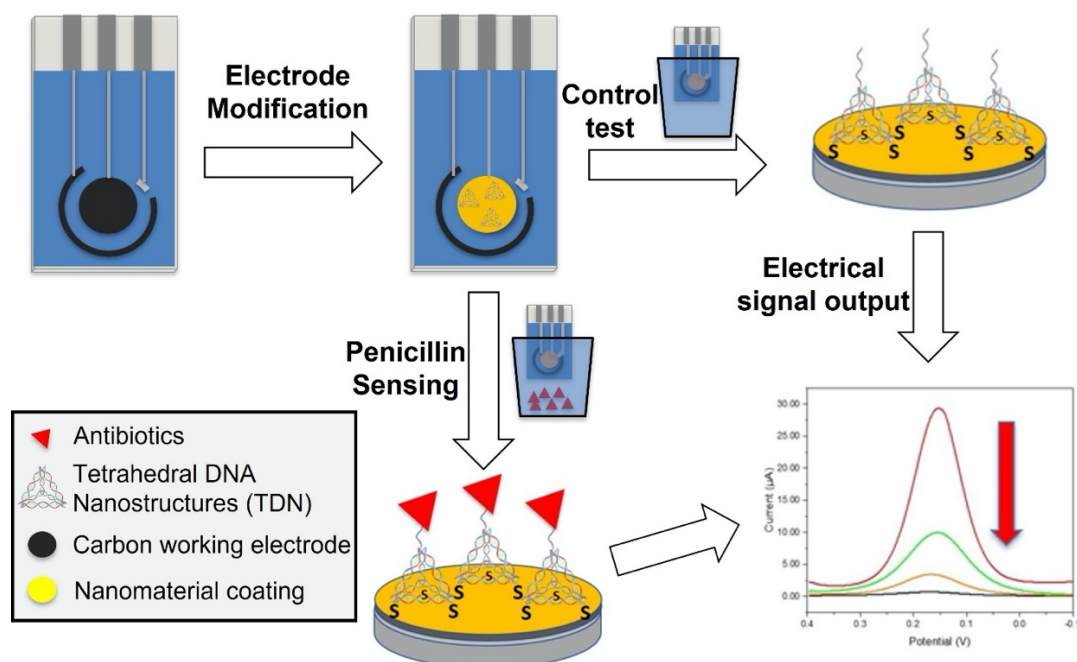 Electrode
Modification
Control
test
S
S
S
S
S
S
S
S
S
Electrical
signal output
Penicillin
Sensing
Antibiotics
Tetrahedral DNA
Nanostructures (TDN)
Carbon working electrode
Nanomaterial coating
S
S
S
S
S
S
S
S
S
30.00
25.00
20.00
15.00
10.00
5.00
0.00
Current (µA)
0.4
0.3
0.2
0.1
0.0
-0.1
Potential (V)